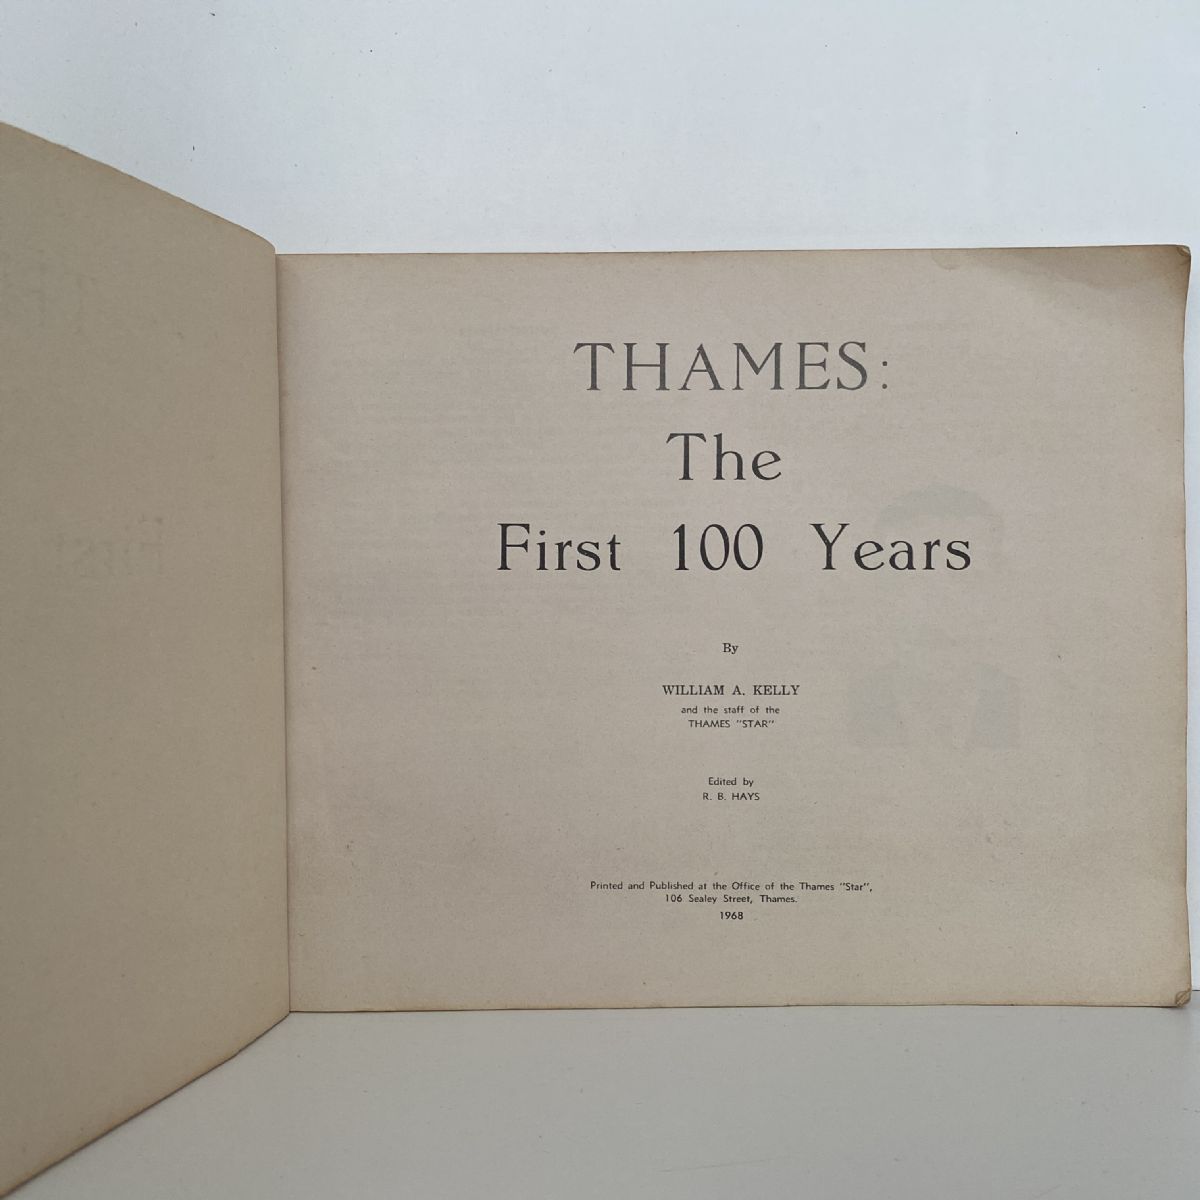 THAMES:
The
First 100 Years
By
WILLIAM A. KELLY
and the staff of the
THAMES "STAR"
Edited by
R. B. HAYS
Printed and Published at the Office of the Thames "Star",
106 Sealey Street, Thames.
1968